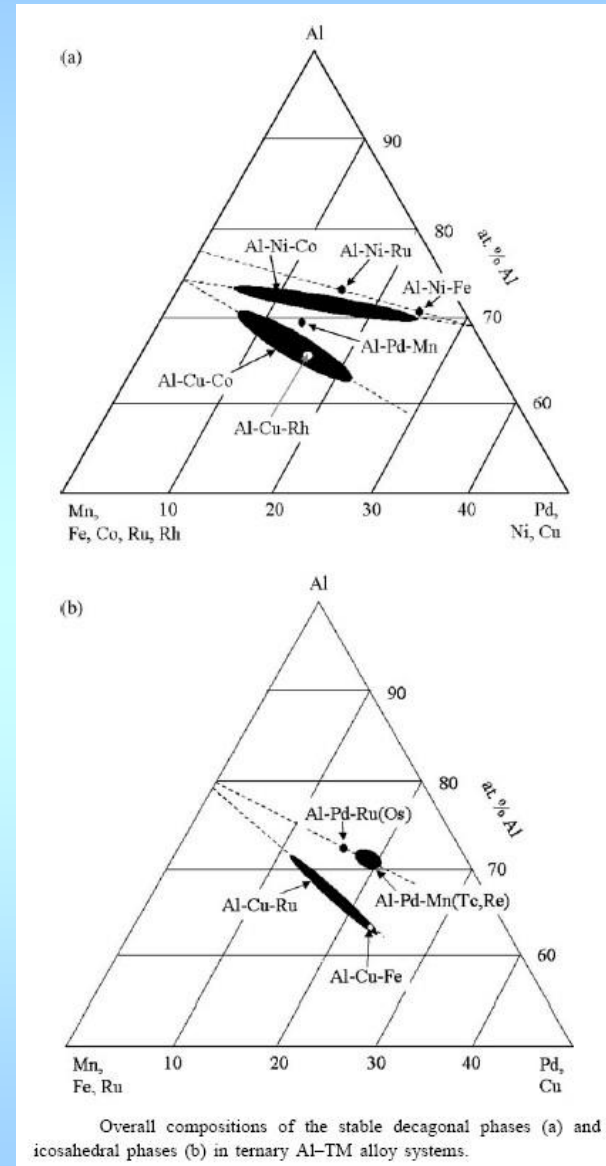 Al
(a)
90
80
at. % Al
Al-Ni-Co
Al-Ni-Ru
Al-Ni-Fe
70
Al-Pd-Mn
Al-Cu-Co
60
Al-Cu-Rh
Mn,
10
20
30
40
Pd,
Fe, Co, Ru, Rh
Ni, Cu
Al
(b)
90
80
at. % Al
Al-Pd-Ru(Os)
70
Al-Cu-Ru
Al-Pd-Mn(Tc,Re)
60
Al-Cu-Fe
Mn,
10
20
30
40
Pd,
Fe, Ru
Cu
Overall compositions of the stable decagonal phases (a) and
icosahedral phases (b) in ternary Al–TM alloy systems.